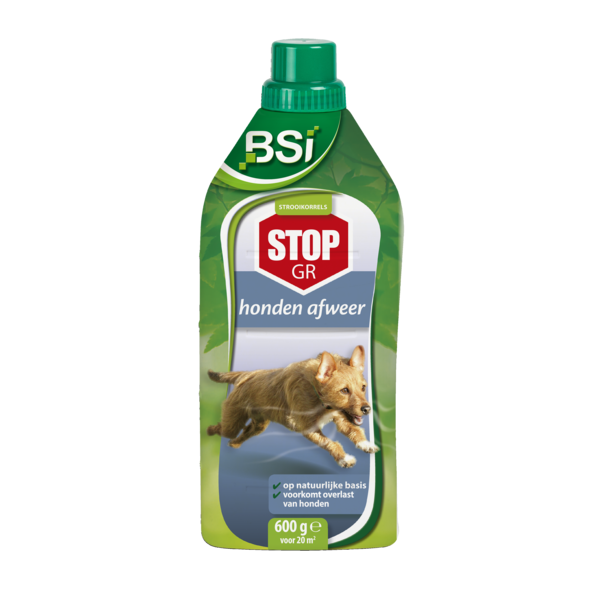 BSi
STROOIKORRELS
STOP
GR
honden afweer
✓ op natuurlijke basis
✓ voorkomt overlast
van honden
600 g ℮
voor 20 m²